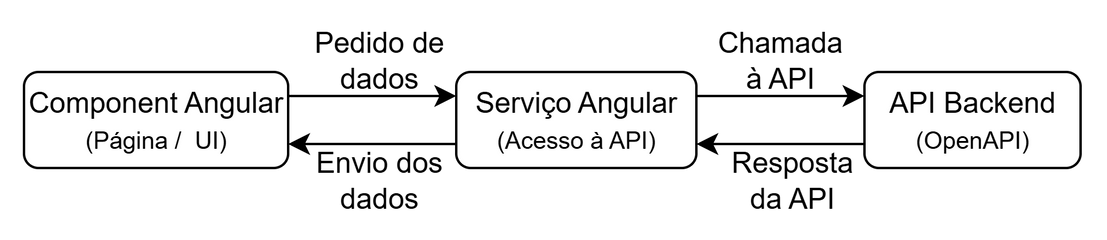 Pedido de
dados
Chamada
à API
Component Angular
(Página /  UI)
Serviço Angular
(Acesso à API)
API Backend
(OpenAPI)
Envio dos
dados
Resposta
da API